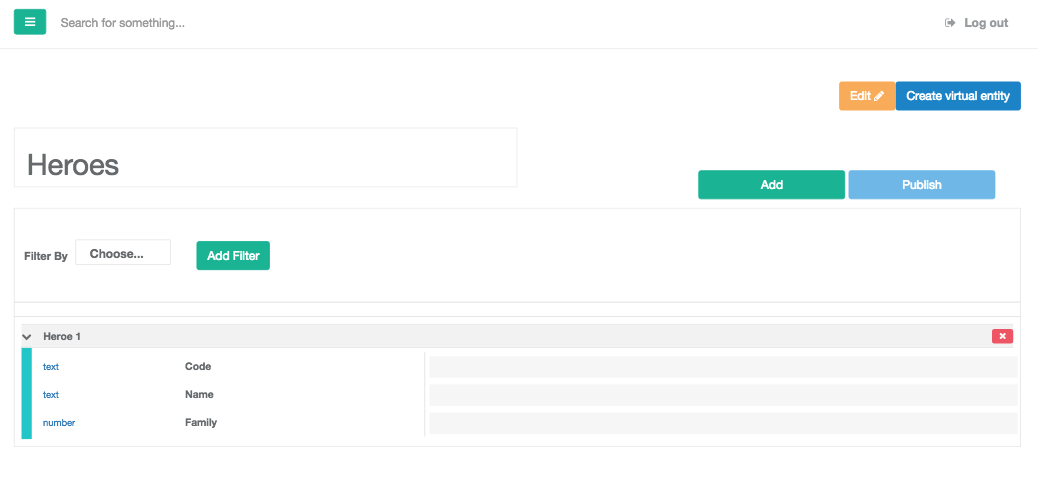 Search for something...
Log out
Edit
Create virtual entity
Heroes
Add
Publish
Filter By
Choose...
Add Filter
Heroe 1
text Code
text Name
number Family